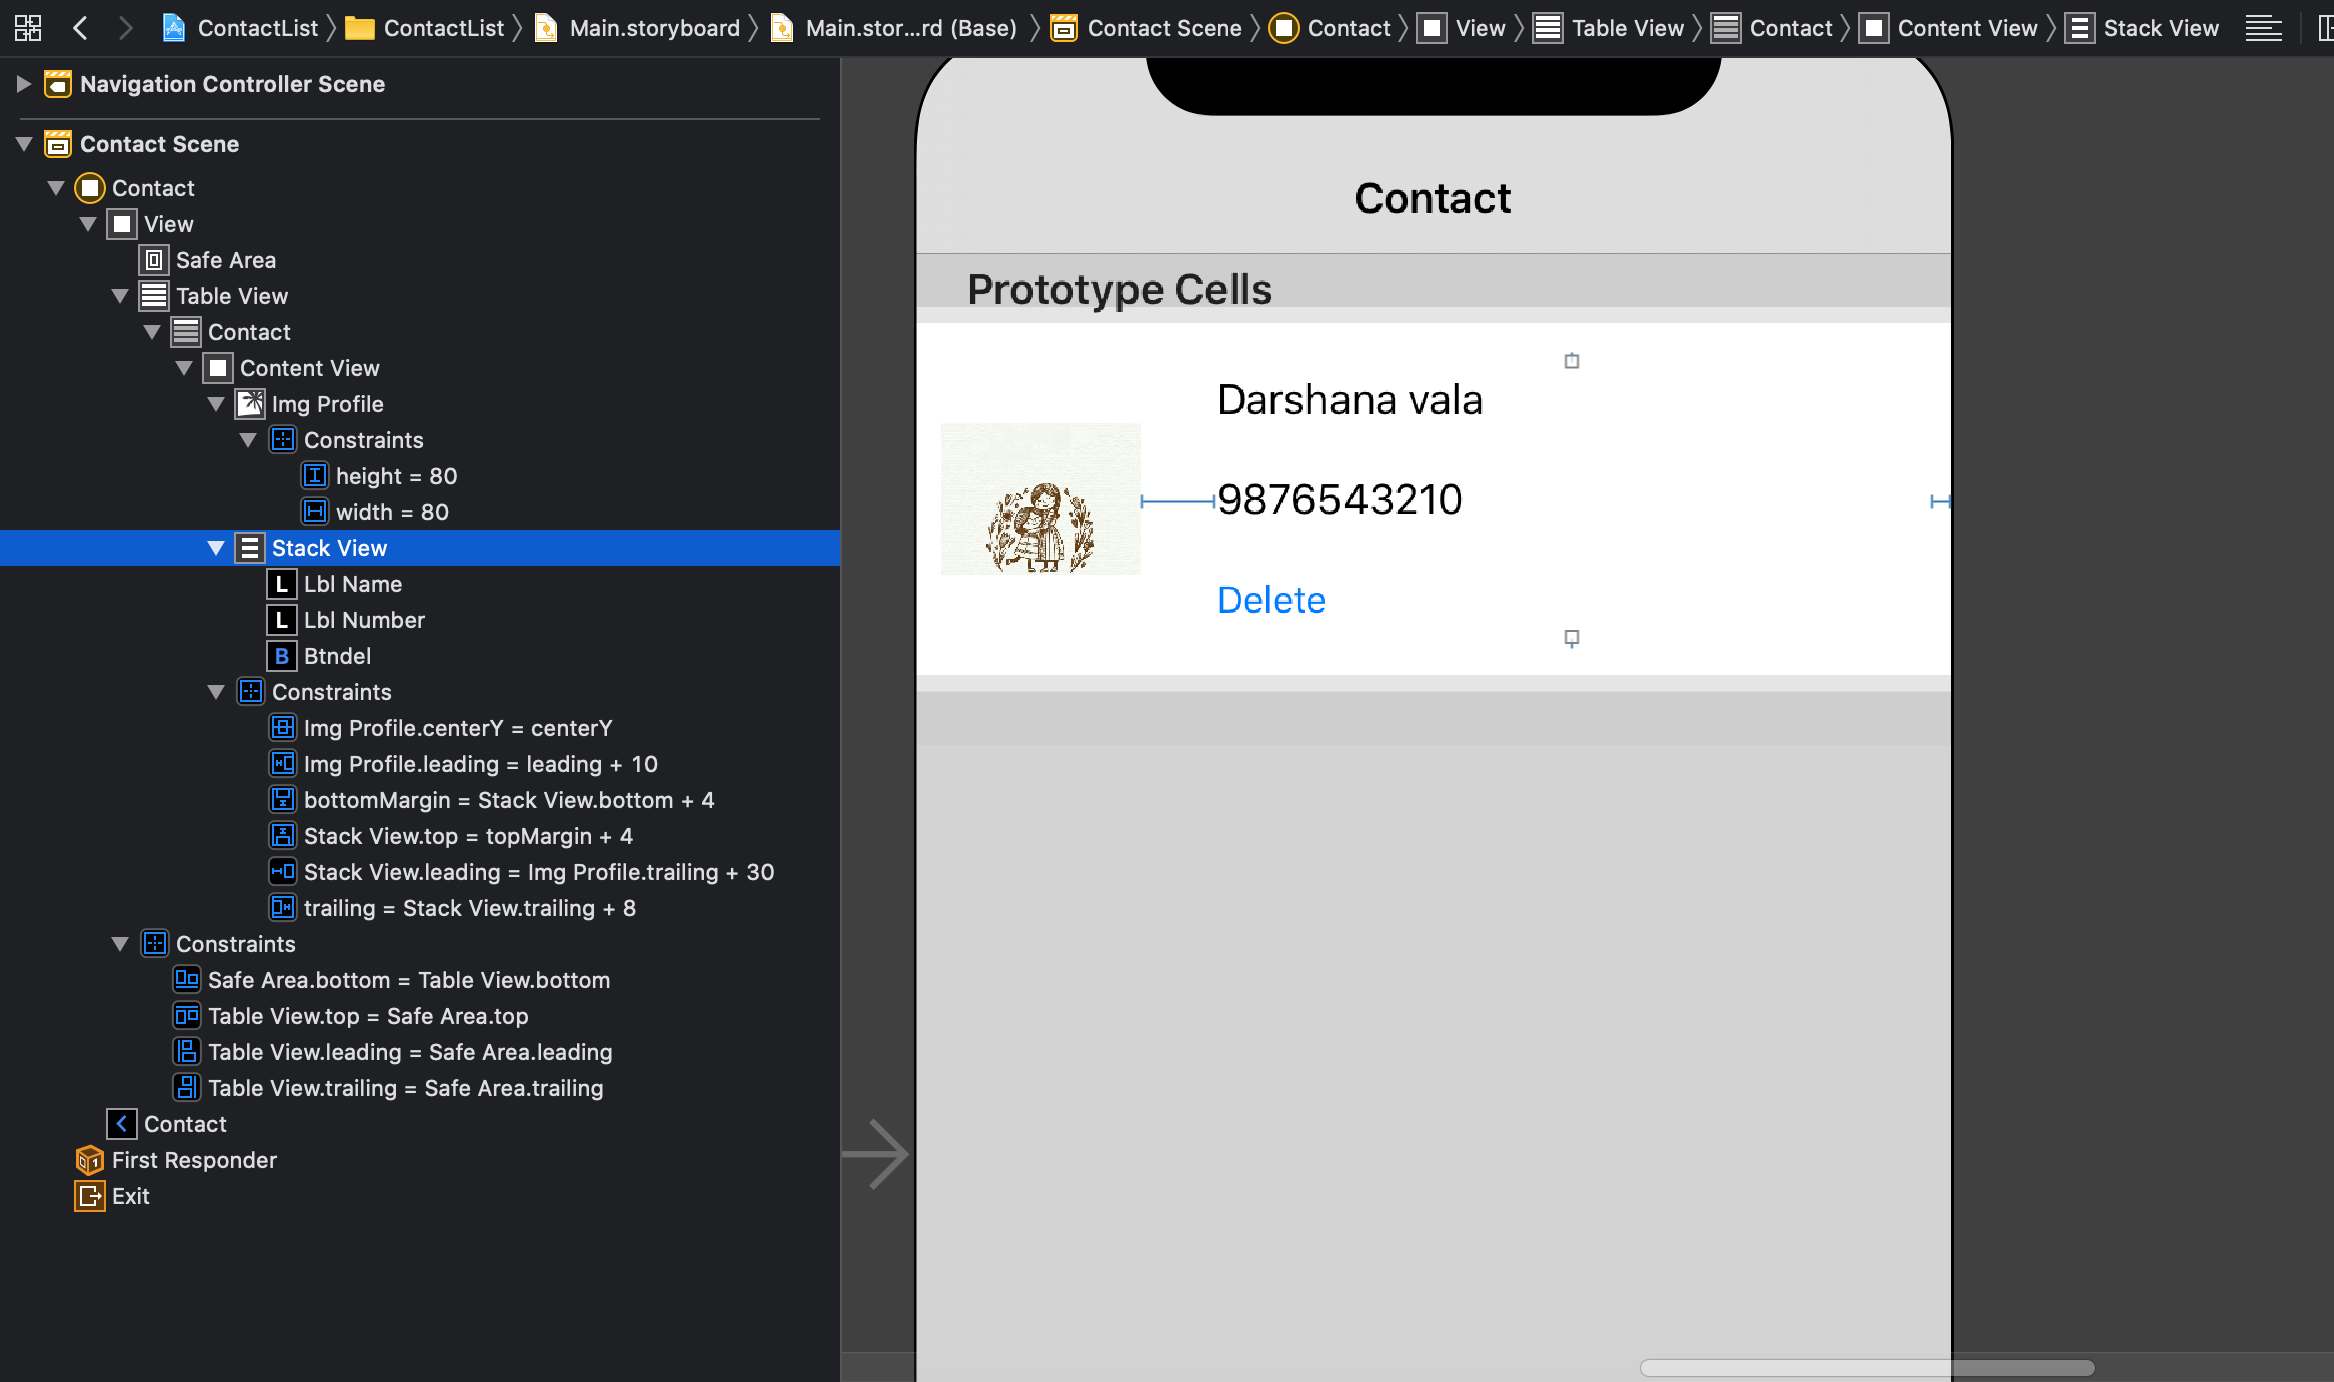 ContactList ContactList Main.storyboard Main.stor...rd (Base) Contact Scene Contact View Table View Contact Content View Stack View
Navigation Controller Scene
Contact Scene
Contact
View
Safe Area
Table View
Contact
Content View
Img Profile
Constraints
height = 80
width = 80
Stack View
L Lbl Name
L Lbl Number
B Btndel
Constraints
Img Profile.centerY = centerY
Img Profile.leading = leading + 10
bottomMargin = Stack View.bottom + 4
Stack View.top = topMargin + 4
Stack View.leading = Img Profile.trailing + 30
trailing = Stack View.trailing + 8
Constraints
Safe Area.bottom = Table View.bottom
Table View.top = Safe Area.top
Table View.leading = Safe Area.leading
Table View.trailing = Safe Area.trailing
Contact
First Responder
Exit
Contact
Prototype Cells
Darshana vala
9876543210
Delete